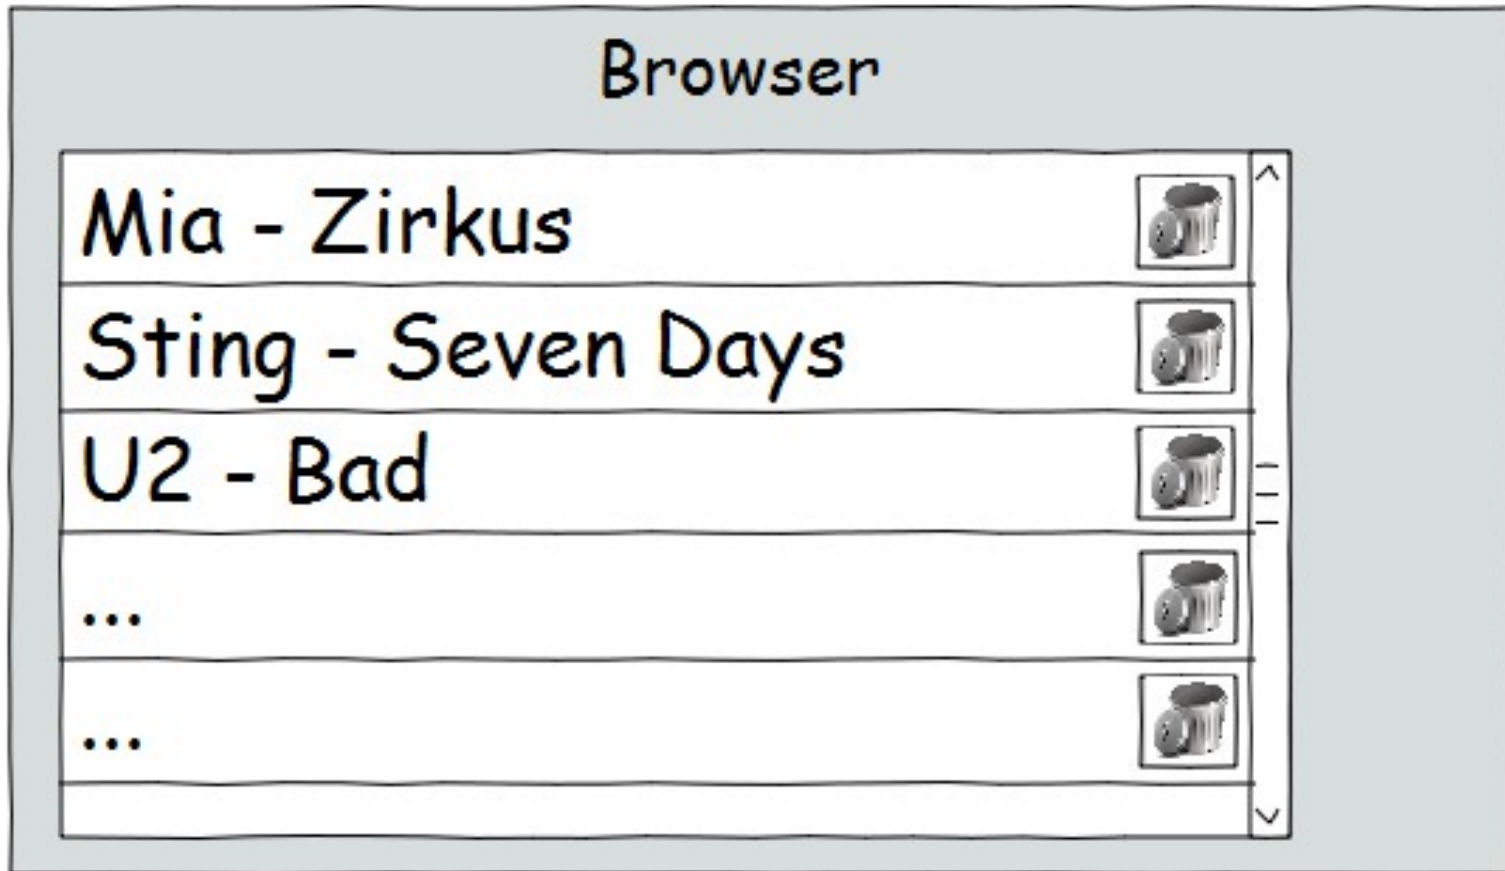 Browser
Mia - Zirkus
Sting - Seven Days
U2 - Bad
...
...